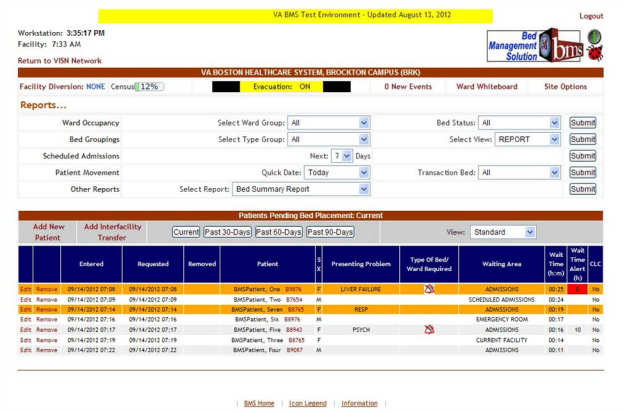 VA BMS Test Environment - Updated August 13, 2012
Logout
Workstation: 3:35:17 PM
Facility: 7:33 AM
Bed Management Solution bms
Return to VISN Network
VA BOSTON HEALTHCARE SYSTEM, BROCKTON CAMPUS (BRK)
Facility Diversion: NONE Census 12% Evacuation: ON 0 New Events Ward Whiteboard Site Options
Reports...
Ward Occupancy Select Ward Group: All Bed Status: All Submit
Bed Groupings Select Type Group: All Select View: REPORT Submit
Scheduled Admissions Next: 7 Days Submit
Patient Movement Quick Date: Today Transaction Bed: All Submit
Other Reports Select Report: Bed Summary Report Submit
Patients Pending Bed Placement: Current
Add New Patient Add Interfacility Transfer Current Past 30-Days Past 60-Days Past 90-Days View: Standard
Entered Requested Removed Patient SX Presenting Problem Type Of Bed/ Ward Required Waiting Area Wait Time (h:m) Wait Time Alert (h) CLC
Edit Remove 09/14/2012 07:08 09/14/2012 07:08 BMSPatient, One B9876 F LIVER FAILURE ADMISSIONS 00:25 No
Edit Remove 09/14/2012 07:09 09/14/2012 07:09 BMSPatient, Two B7654 M SCHEDULED ADMISSIONS 00:24 No
Edit Remove 09/14/2012 07:14 09/14/2012 07:14 BMSPatient, Seven B8765 F RESP ADMISSIONS 00:19 No
Edit Remove 09/14/2012 07:16 09/14/2012 07:16 BMSPatient, Six B8976 M EMERGENCY ROOM 00:17 No
Edit Remove 09/14/2012 07:17 09/14/2012 07:17 BMSPatient, Five B8943 F PSYCH ADMISSIONS 00:16 10 No
Edit Remove 09/14/2012 07:19 09/14/2012 07:19 BMSPatient, Three B8765 F CURRENT FACILITY 00:14 No
Edit Remove 09/14/2012 07:22 09/14/2012 07:22 BMSPatient, Four B9087 M ADMISSIONS 00:11 No
| BMS Home | Icon Legend | Information |